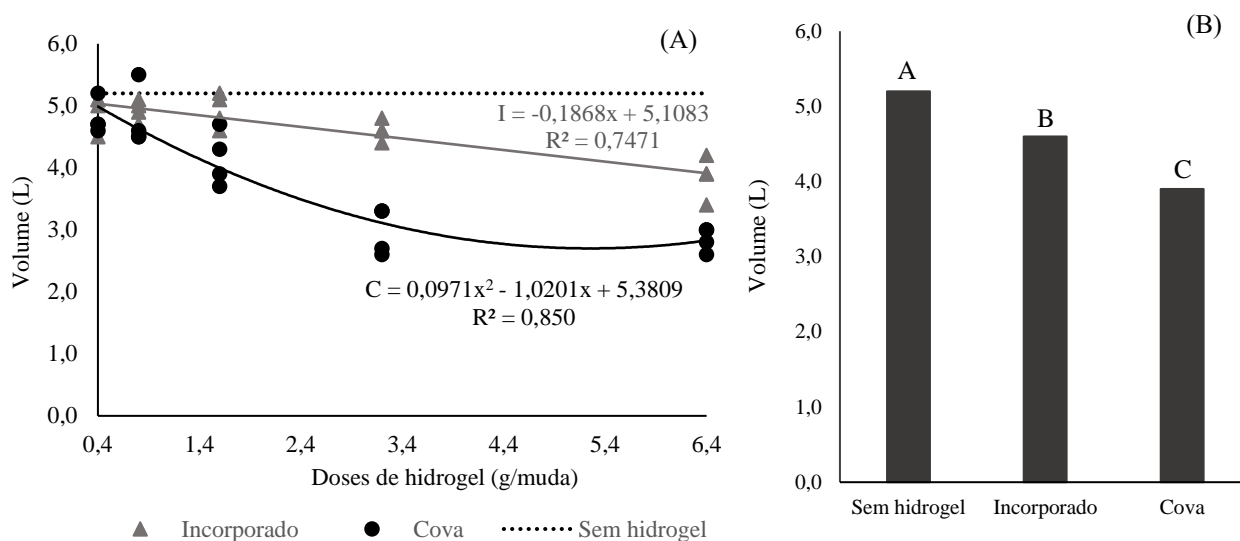 (A)
6,0
5,0
4,0
3,0
2,0
1,0
0,0
Volume (L)
I = -0,1868x + 5,1083
R² = 0,7471
C = 0,0971x² - 1,0201x + 5,3809
R² = 0,850
0,4 1,4 2,4 3,4 4,4 5,4 6,4
Doses de hidrogel (g/muda)
Incorporado Cova Sem hidrogel
(B)
6,0
5,0
4,0
3,0
2,0
1,0
0,0
Volume (L)
A
B
C
Sem hidrogel Incorporado Cova